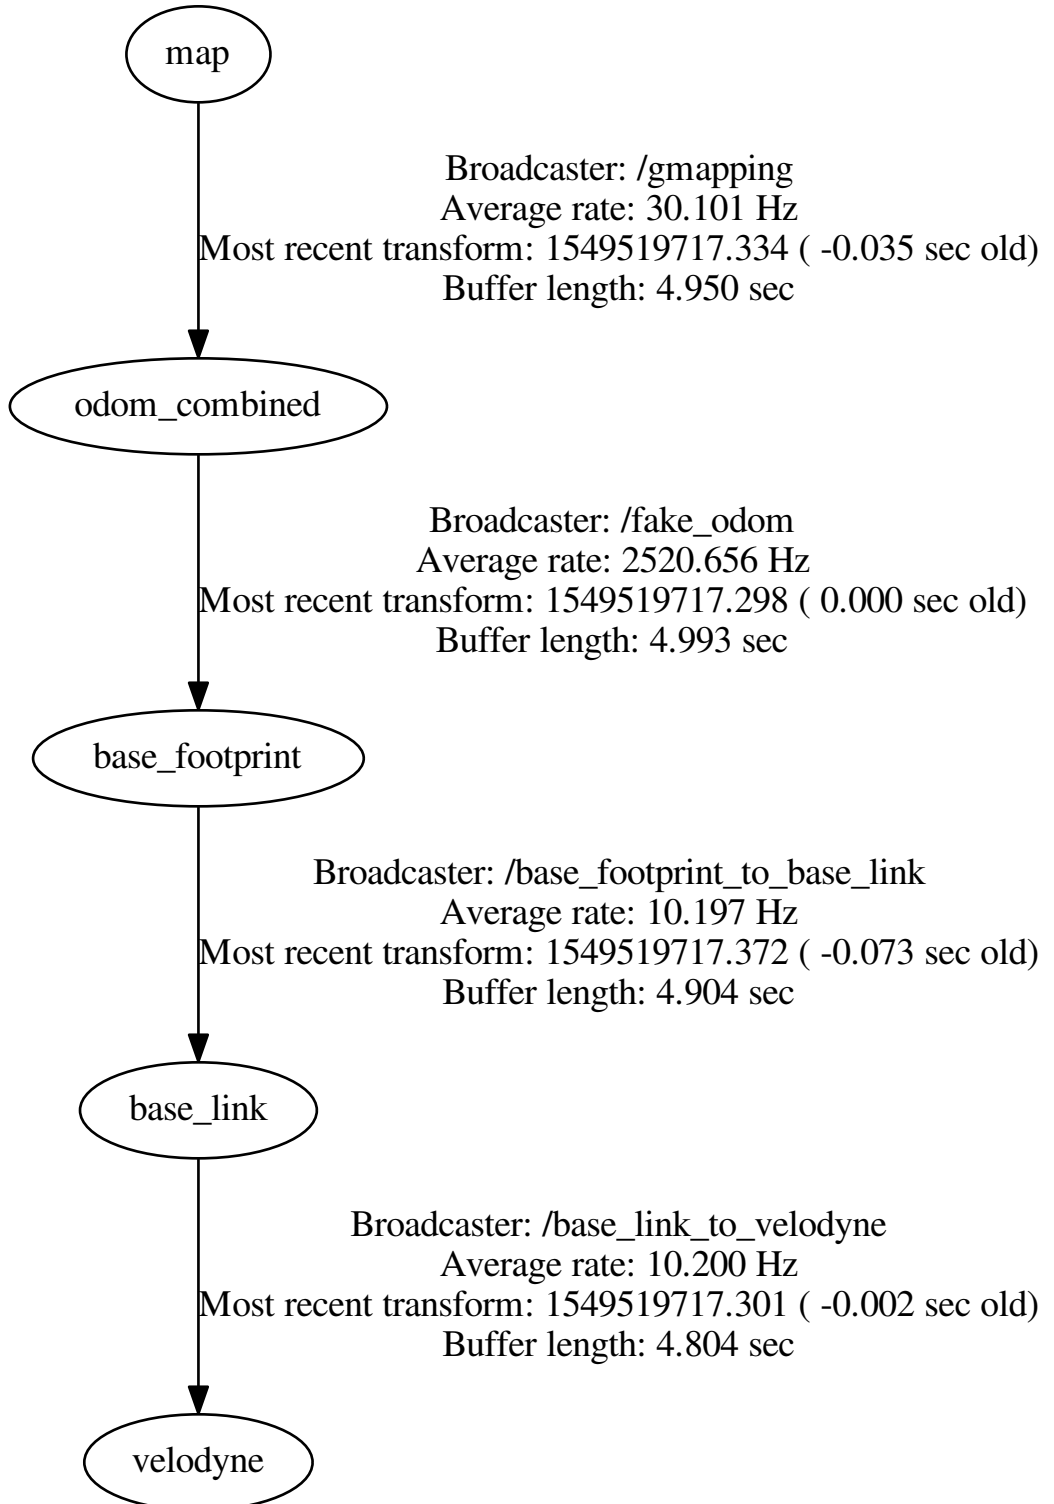 map
Broadcaster: /gmapping
Average rate: 30.101 Hz
Most recent transform: 1549519717.334 ( -0.035 sec old)
Buffer length: 4.950 sec
odom_combined
Broadcaster: /fake_odom
Average rate: 2520.656 Hz
Most recent transform: 1549519717.298 ( 0.000 sec old)
Buffer length: 4.993 sec
base_footprint
Broadcaster: /base_footprint_to_base_link
Average rate: 10.197 Hz
Most recent transform: 1549519717.372 ( -0.073 sec old)
Buffer length: 4.904 sec
base_link
Broadcaster: /base_link_to_velodyne
Average rate: 10.200 Hz
Most recent transform: 1549519717.301 ( -0.002 sec old)
Buffer length: 4.804 sec
velodyne